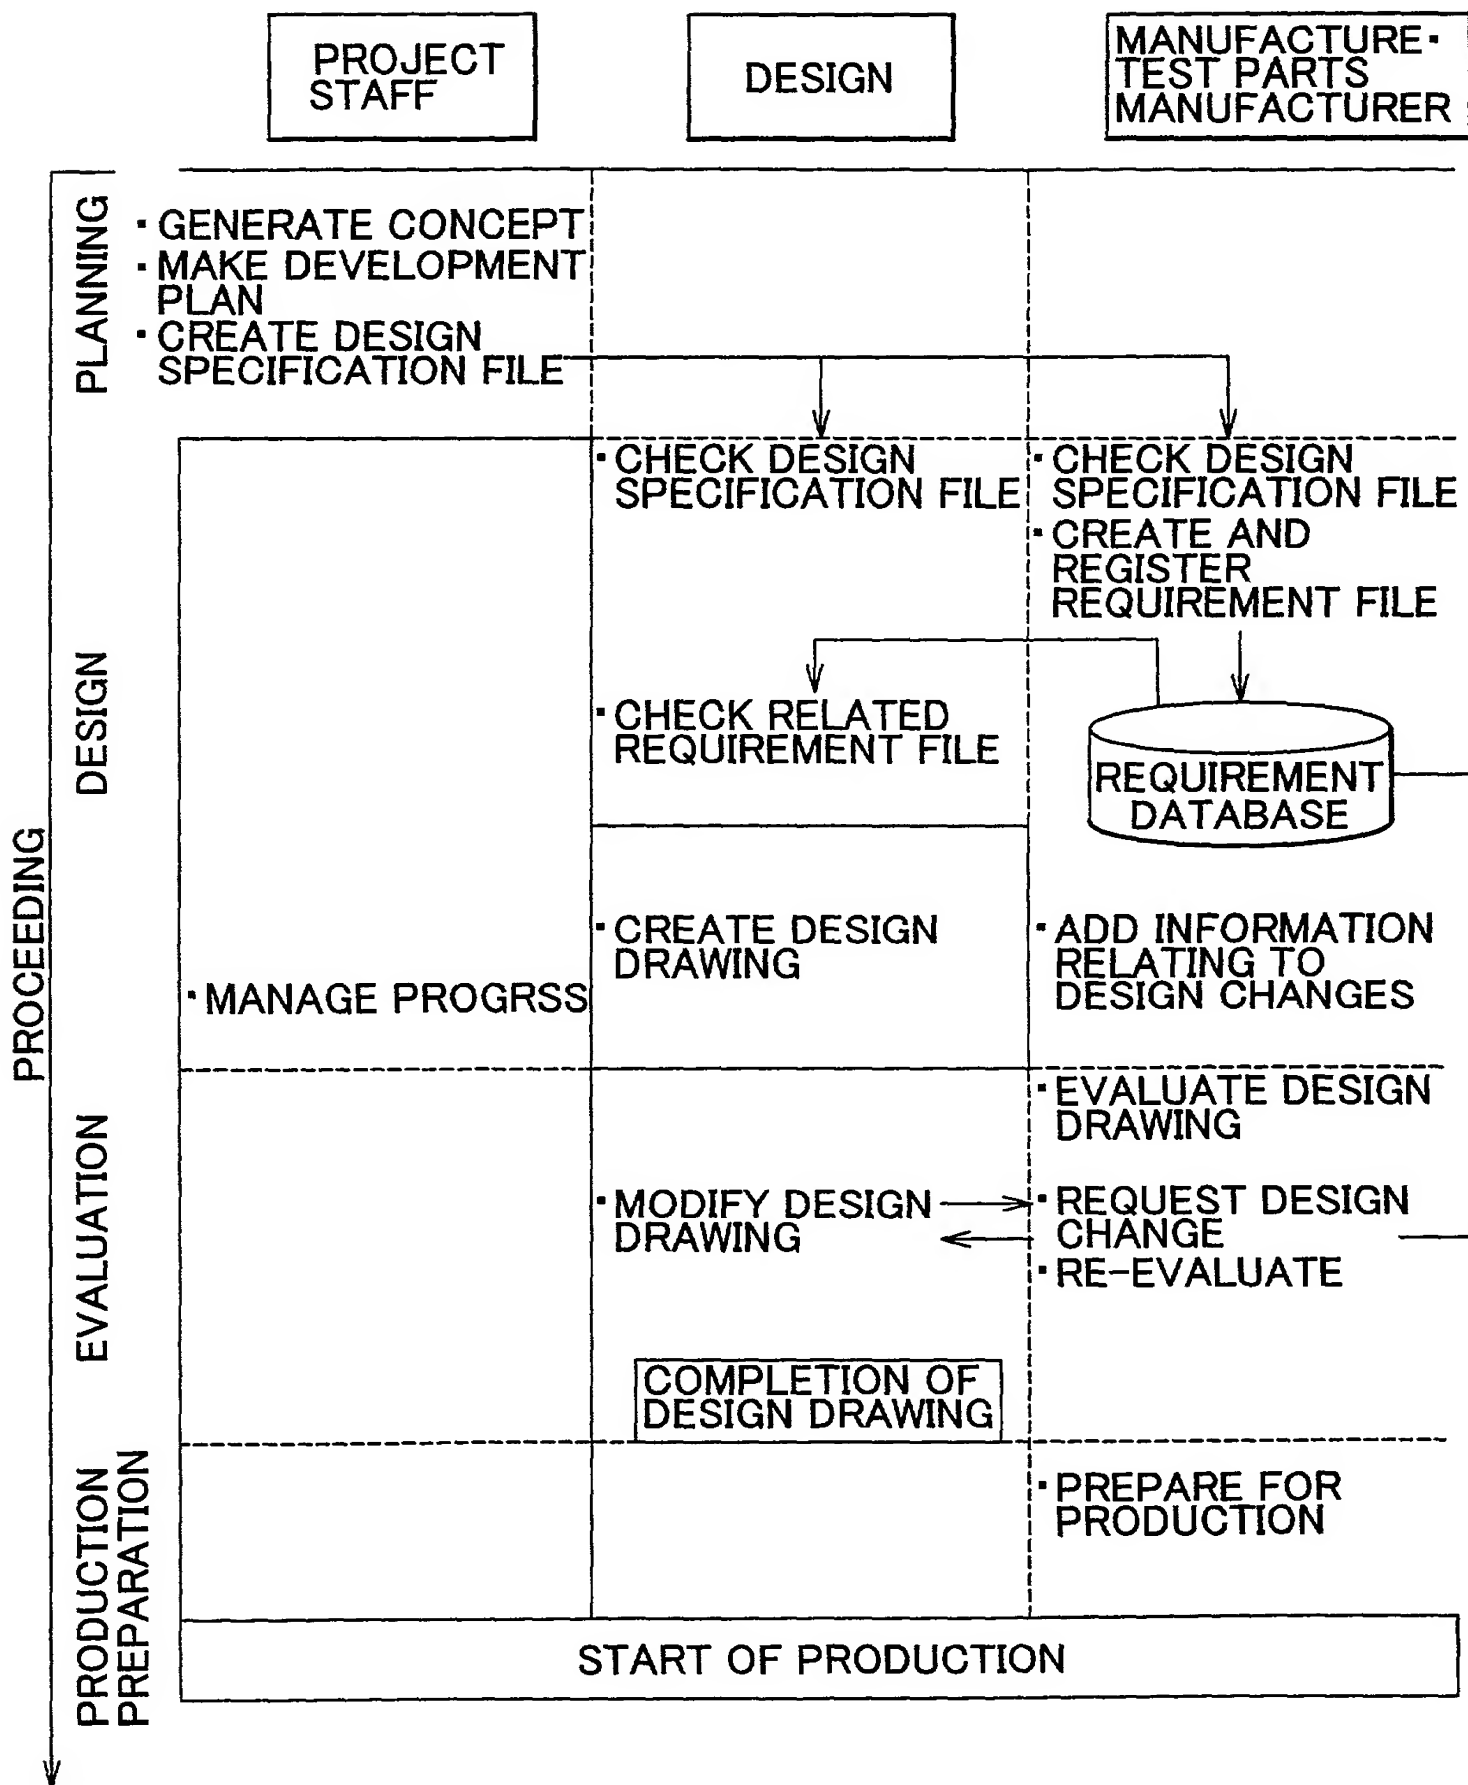 PROJECT
STAFF
DESIGN
MANUFACTURE·
TEST PARTS
MANUFACTURER
PROCEEDING
PLANNING
· GENERATE CONCEPT
· MAKE DEVELOPMENT
PLAN
· CREATE DESIGN
SPECIFICATION FILE
DESIGN
· CHECK DESIGN
SPECIFICATION FILE
· CHECK DESIGN
SPECIFICATION FILE
· CREATE AND
REGISTER
REQUIREMENT FILE
· CHECK RELATED
REQUIREMENT FILE
REQUIREMENT
DATABASE
· MANAGE PROGRSS
· CREATE DESIGN
DRAWING
· ADD INFORMATION
RELATING TO
DESIGN CHANGES
EVALUATION
· EVALUATE DESIGN
DRAWING
· MODIFY DESIGN
DRAWING
· REQUEST DESIGN
CHANGE
· RE-EVALUATE
COMPLETION OF
DESIGN DRAWING
PRODUCTION
PREPARATION
· PREPARE FOR
PRODUCTION
START OF PRODUCTION